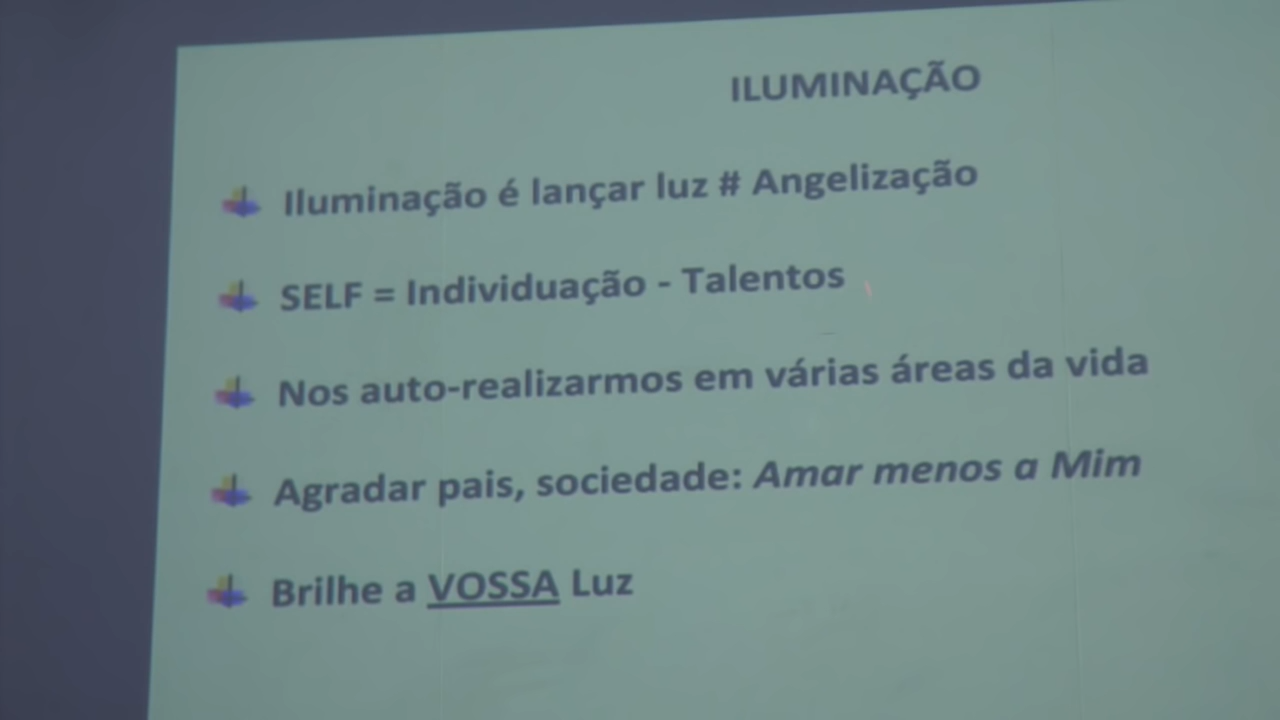 ILUMINAÇÃO
Iluminação é lançar luz # Angelização
SELF = Individuação - Talentos
Nos auto-realizarmos em várias áreas da vida
Agradar pais, sociedade: Amar menos a Mim
Brilhe a VOSSA Luz